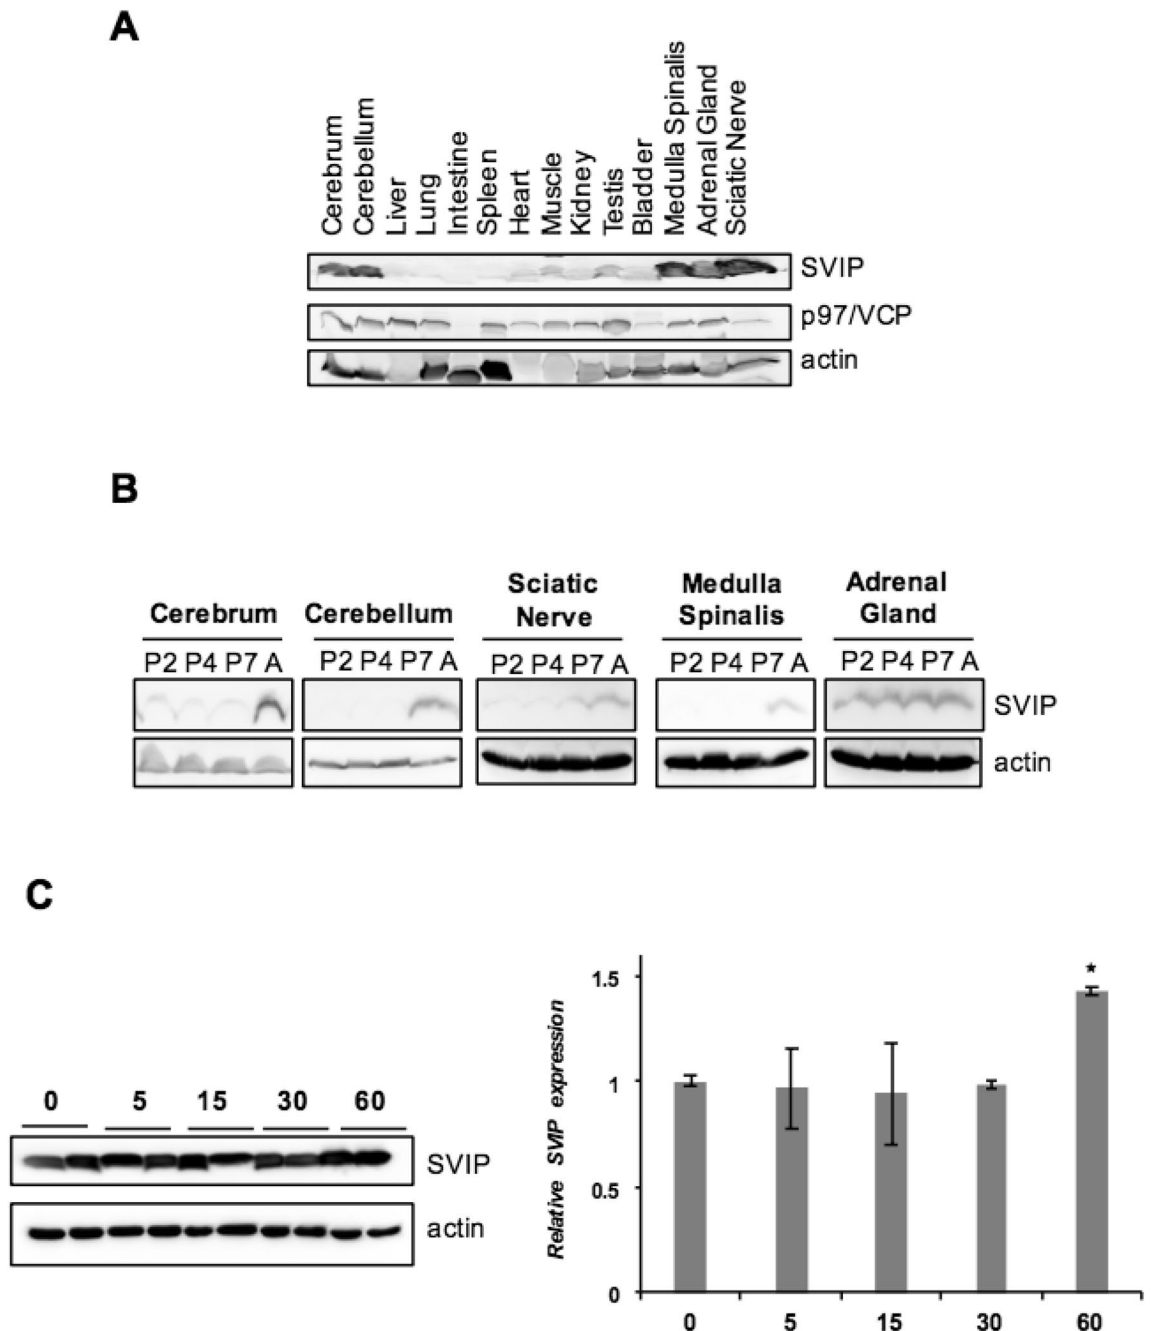 A
Cerebrum
Cerebellum
Liver
Lung
Intestine
Spleen
Heart
Muscle
Kidney
Testis
Bladder
Medulla Spinalis
Adrenal Gland
Sciatic Nerve
SVIP
p97/VCP
actin
B
Cerebrum
Cerebellum
Sciatic
Nerve
Medulla
Spinalis
Adrenal
Gland
P2 P4 P7 A
P2 P4 P7 A
P2 P4 P7 A
P2 P4 P7 A
P2 P4 P7 A
SVIP
actin
C
0 5 15 30 60
SVIP
actin
Relative SVIP expression
1.5
1
0.5
0
*
0 5 15 30 60